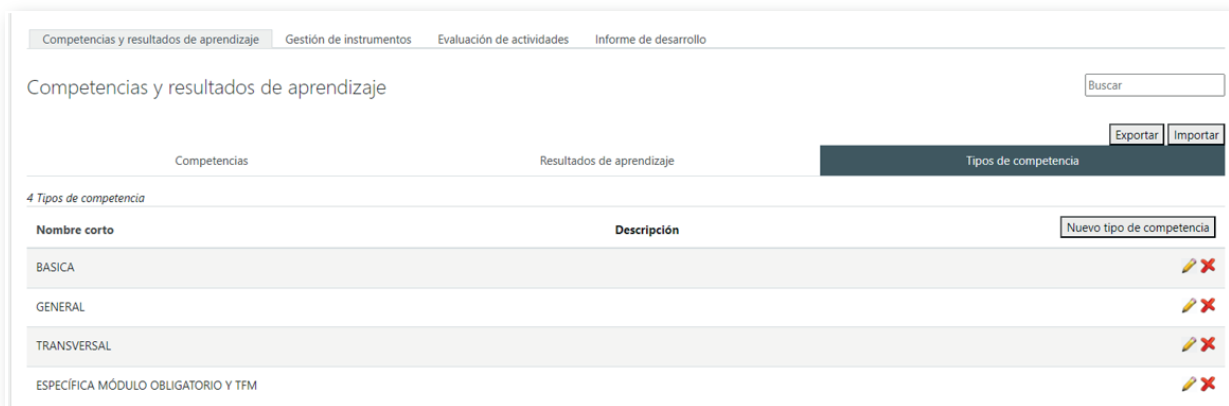 Competencias y resultados de aprendizaje Gestión de instrumentos Evaluación de actividades Informe de desarrollo
Competencias y resultados de aprendizaje Buscar
Exportar Importar
Competencias Resultados de aprendizaje Tipos de competencia
4 Tipos de competencia
Nombre corto Descripción Nuevo tipo de competencia
BASICA
GENERAL
TRANSVERSAL
ESPECÍFICA MÓDULO OBLIGATORIO Y TFM